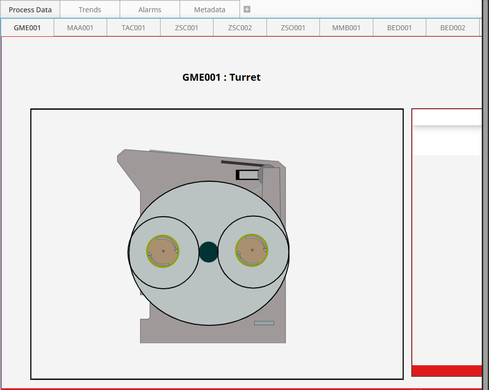 Process Data Trends Alarms Metadata
GME001 MAA001 TAC001 ZSC001 ZSC002 ZSO001 MMB001 BED001 BED002
GME001 : Turret